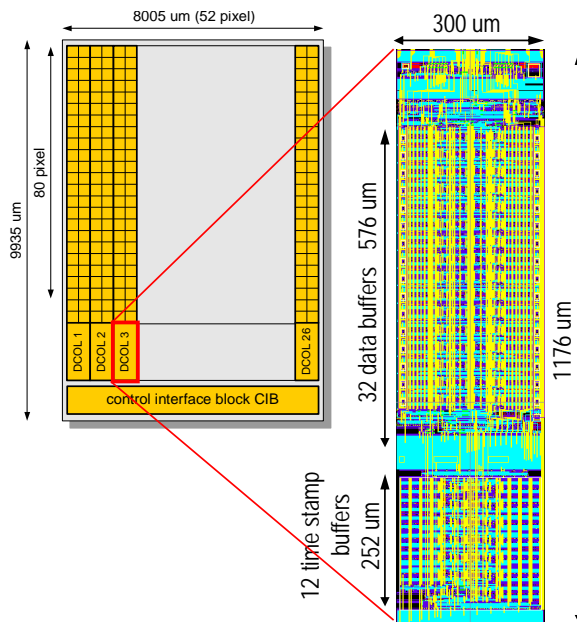 8005 um (52 pixel)
9935 um
80 pixel
DCOL 1
DCOL 2
DCOL 3
DCOL 26
control interface block CIB
300 um
32 data buffers
576 um
1176 um
12 time stamp
buffers
252 um